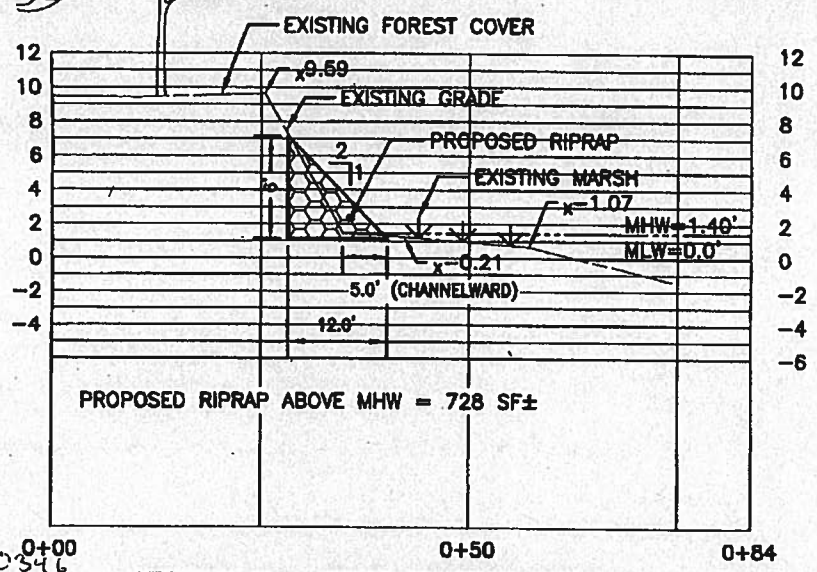 EXISTING FOREST COVER
12
10
8
6
4
2
0
-2
-4
12
10
8
6
4
2
0
-2
-4
-6
x9.59
EXISTING GRADE
PROPOSED RIPRAP
2
1
EXISTING MARSH
x-1.07
6'
MHW=1.40'
MLW=0.0'
x-0.21
5.0' (CHANNELWARD)
12.0'
PROPOSED RIPRAP ABOVE MHW = 728 SF±
0+00
0+50
0+84